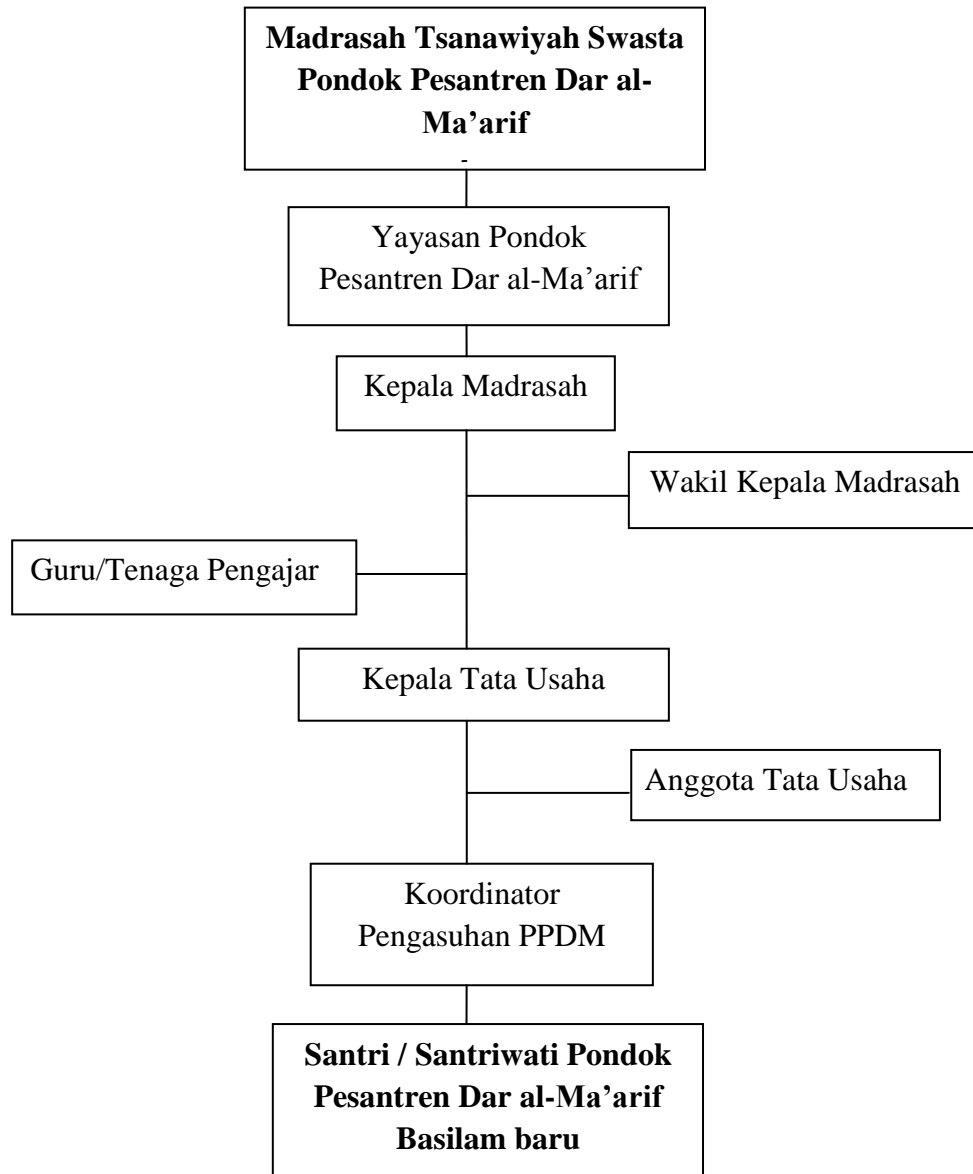 Madrasah Tsanawiyah Swasta
Pondok Pesantren Dar al-
Ma’arif
-
Yayasan Pondok
Pesantren Dar al-Ma’arif
Kepala Madrasah
Wakil Kepala Madrasah
Guru/Tenaga Pengajar
Kepala Tata Usaha
Anggota Tata Usaha
Koordinator
Pengasuhan PPDM
Santri / Santriwati Pondok
Pesantren Dar al-Ma’arif
Basilam baru